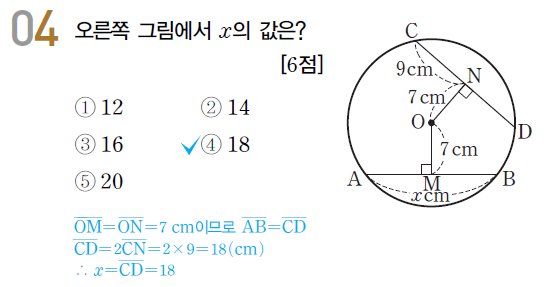 04 오른쪽 그림에서 x의 값은?
[6점]
① 12 ② 14
③ 16 ④ 18
⑤ 20
C
9cm
N
7cm
O
D
7cm
A
M
B
xcm
OM=ON=7 cm이므로 AB=CD
CD=2CN=2×9=18(cm)
∴ x=CD=18